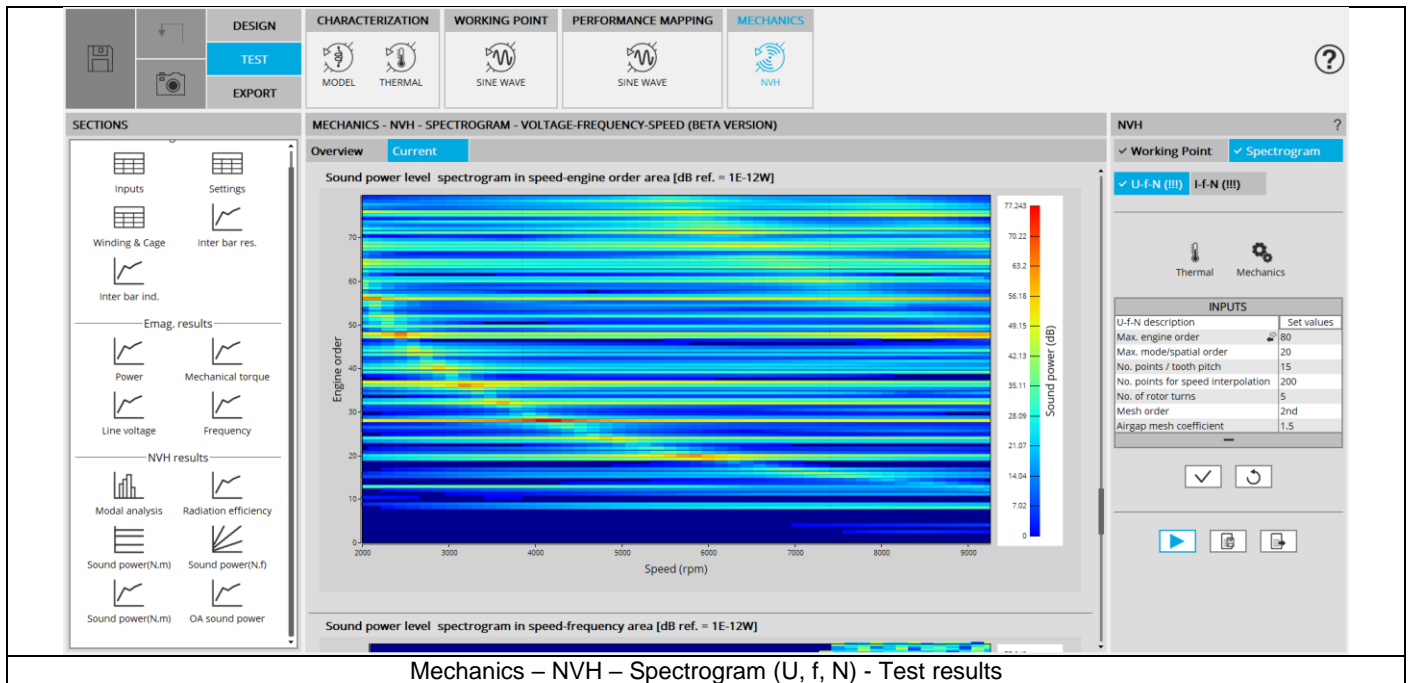 DESIGN
TEST
EXPORT
CHARACTERIZATION
MODEL THERMAL
WORKING POINT
SINE WAVE
PERFORMANCE MAPPING
SINE WAVE
MECHANICS
NVH
?
SECTIONS
Inputs Settings
Winding & Cage Inter bar res.
Inter bar ind.
Emag. results
Power Mechanical torque
Line voltage Frequency
NVH results
Modal analysis Radiation efficiency
Sound power(N,m) Sound power(N,f)
Sound power(N,m) OA sound power
MECHANICS - NVH - SPECTROGRAM - VOLTAGE-FREQUENCY-SPEED (BETA VERSION)
Overview Current
Sound power level spectrogram in speed-engine order area [dB ref. = 1E-12W]
Engine order
70
60
50
40
30
20
10
0
2000 3000 4000 5000 6000 7000 8000 9000
Speed (rpm)
77.243
70.22
63.2
56.18
49.15
42.13
35.11
28.09
21.07
14.04
7.02
0
Sound power (dB)
Sound power level spectrogram in speed-frequency area [dB ref. = 1E-12W]
NVH ?
Working Point Spectrogram
U-f-N (!!!) I-f-N (!!!)
Thermal Mechanics
INPUTS
U-f-N description Set values
Max. engine order 80
Max. mode/spatial order 20
No. points / tooth pitch 15
No. points for speed interpolation 200
No. of rotor turns 5
Mesh order 2nd
Airgap mesh coefficient 1.5
Mechanics – NVH – Spectrogram (U, f, N) - Test results